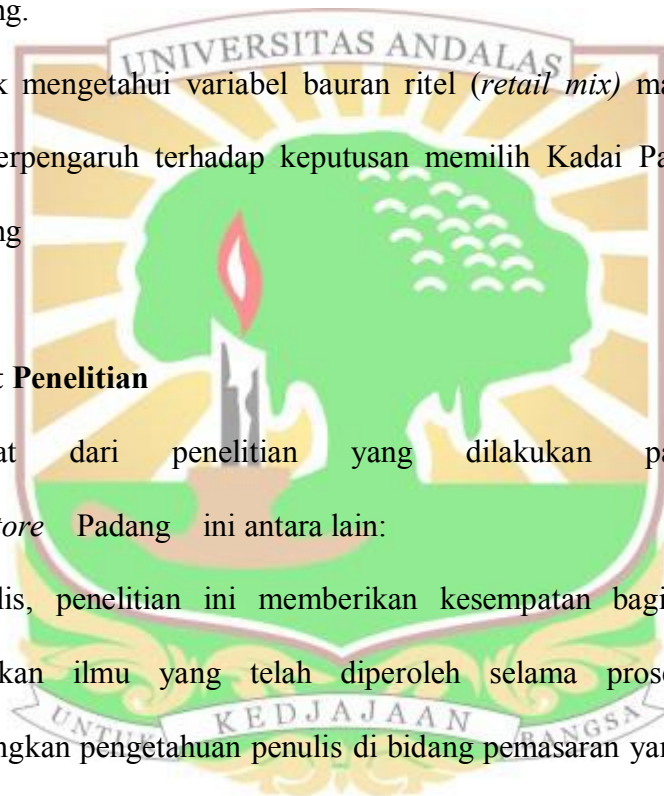 ng.
UNIVERSITAS ANDALAS
k mengetahui variabel bauran ritel (retail mix) ma
erpengaruh terhadap keputusan memilih Kadai Pa
ng
t Penelitian
at dari penelitian yang dilakukan pa
tore Padang ini antara lain:
lis, penelitian ini memberikan kesempatan bagi
kan ilmu yang telah diperoleh selama pros
UNTUK KEDJAJAAN BANGSA
ngkan pengetahuan penulis di bidang pemasaran yan